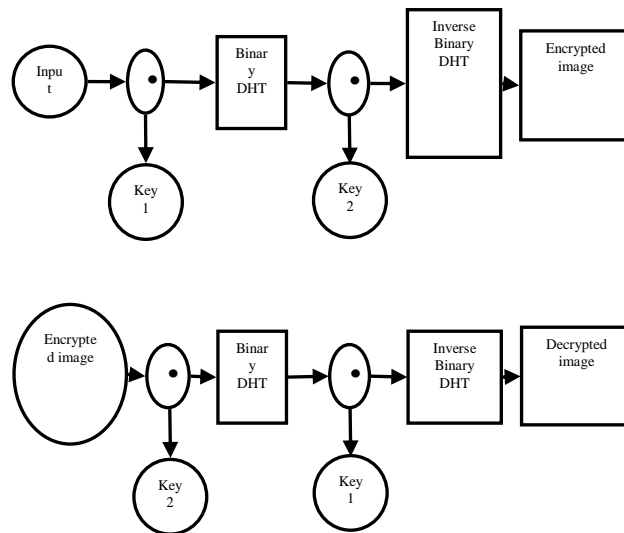 Inpu
t
Binar
y
DHT
Inverse
Binary
DHT
Encrypted
image
Key
1
Key
2
Encrypte
d image
Binar
y
DHT
Inverse
Binary
DHT
Decrypted
image
Key
2
Key
1